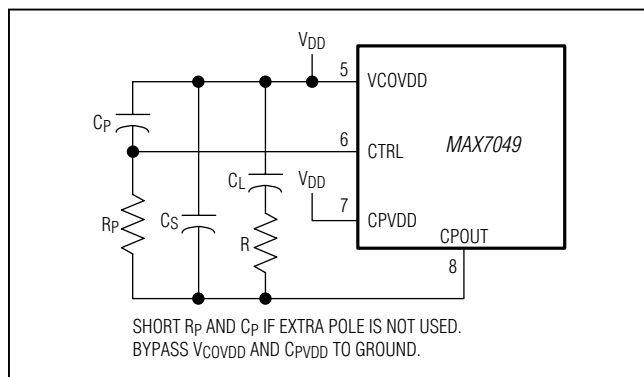 VDD
5
VCOVDD
CP
6
CTRL
MAX7049
CL
VDD
7
CPVDD
RP
CS
R
CPOUT
8
SHORT RP AND CP IF EXTRA POLE IS NOT USED.
BYPASS VCOVDD AND CPVDD TO GROUND.